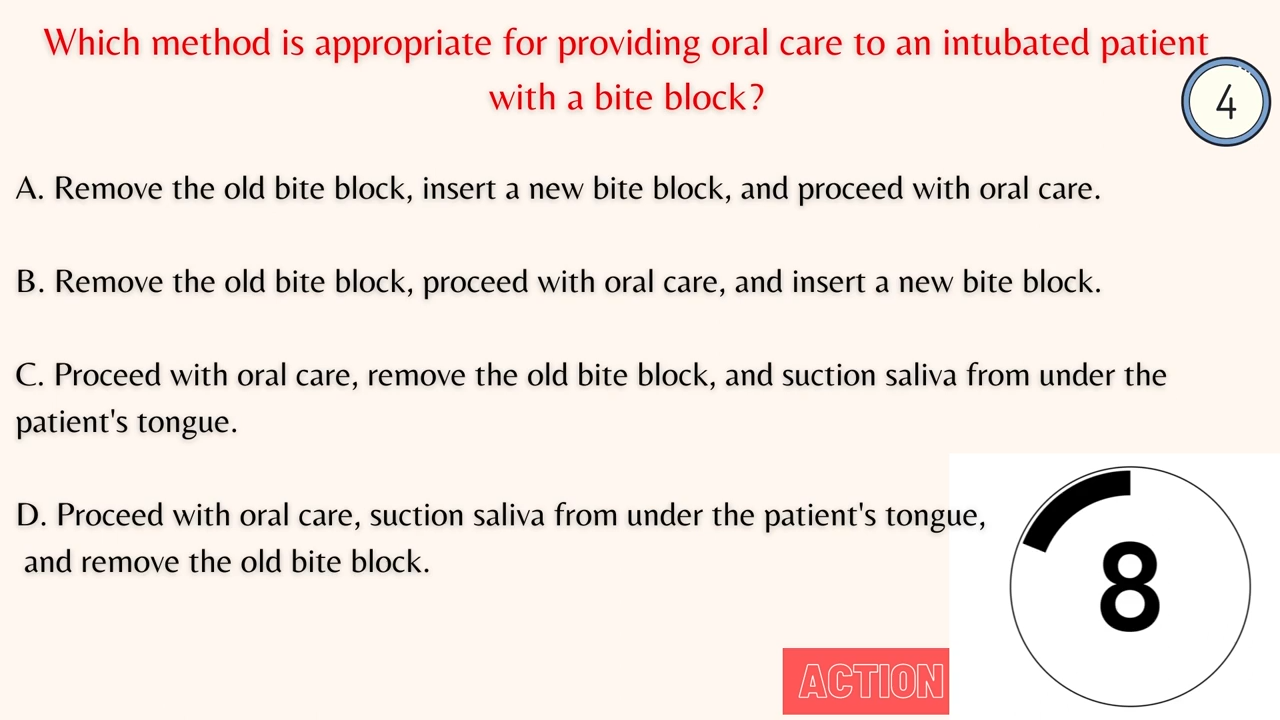 Which method is appropriate for providing oral care to an intubated patient
with a bite block?
4
A. Remove the old bite block, insert a new bite block, and proceed with oral care.
B. Remove the old bite block, proceed with oral care, and insert a new bite block.
C. Proceed with oral care, remove the old bite block, and suction saliva from under the
patient's tongue.
D. Proceed with oral care, suction saliva from under the patient's tongue,
and remove the old bite block.
8
ACTION